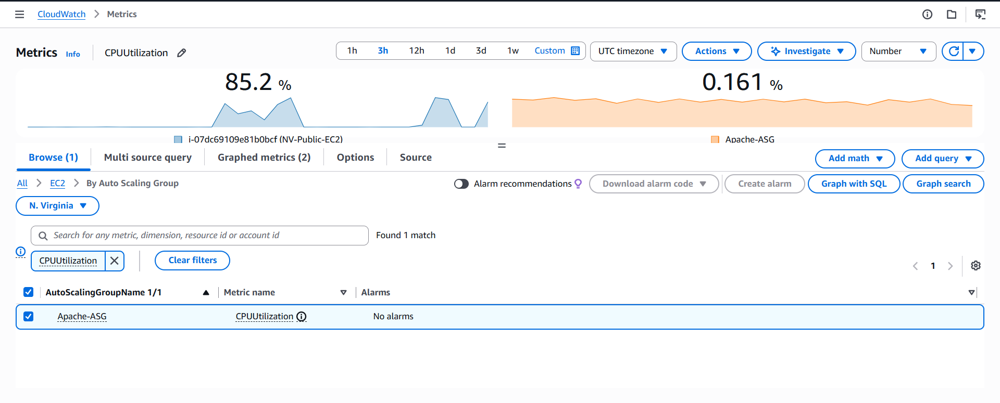 CloudWatch > Metrics
Metrics Info CPUUtilization 1h 3h 12h 1d 3d 1w Custom UTC timezone Actions Investigate Number
85.2 % 0.161 %
i-07dc69109e81b0bcf (NV-Public-EC2) Apache-ASG
Browse (1) Multi source query Graphed metrics (2) Options Source Add math Add query
All > EC2 > By Auto Scaling Group Alarm recommendations Download alarm code Create alarm Graph with SQL Graph search
N. Virginia
Search for any metric, dimension, resource id or account id Found 1 match
CPUUtilization Clear filters 1
AutoScalingGroupName 1/1 Metric name Alarms
Apache-ASG CPUUtilization No alarms